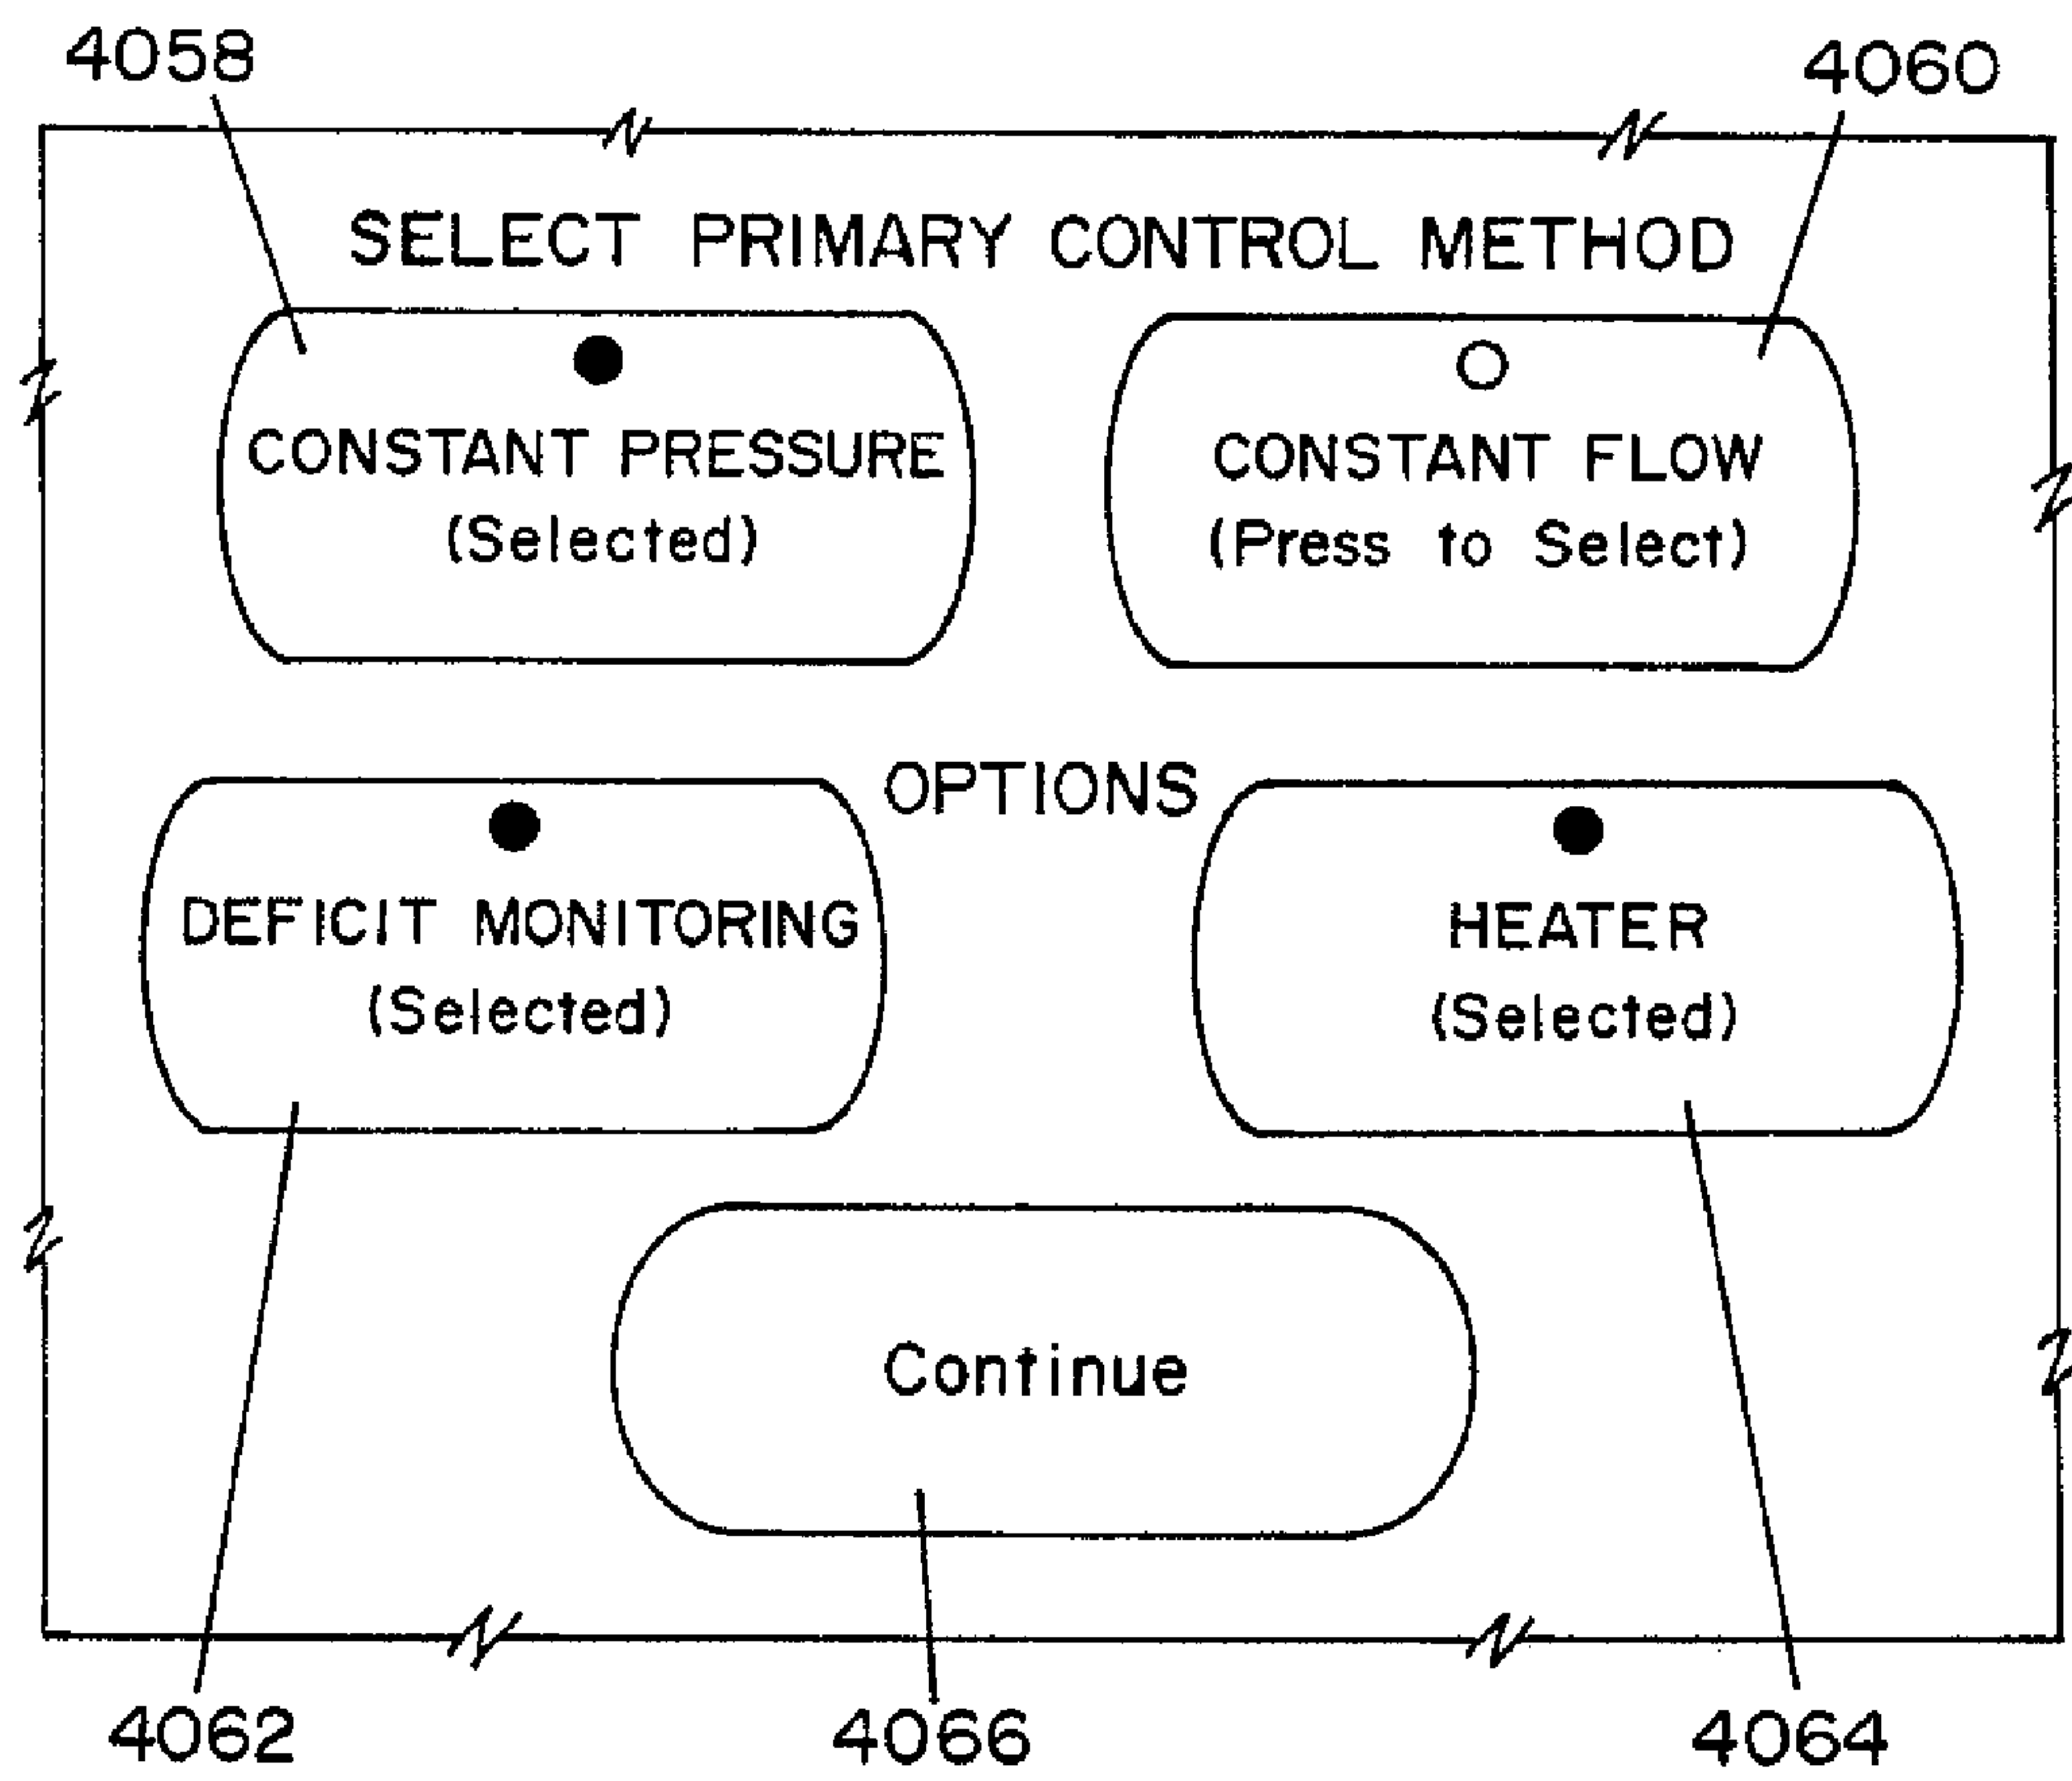 4058
4060
SELECT PRIMARY CONTROL METHOD
CONSTANT PRESSURE
(Selected)
CONSTANT FLOW
(Press to Select)
OPTIONS
DEFICIT MONITORING
(Selected)
HEATER
(Selected)
Continue
4062
4066
4064